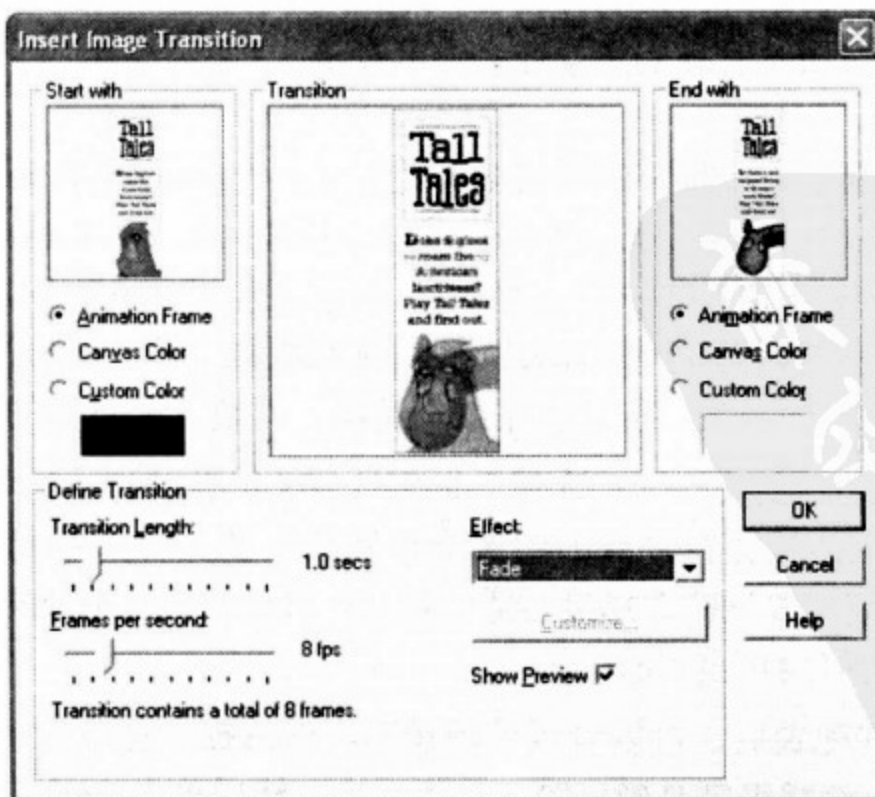 Insert Image Transition
Start with
Tall
Tales
Animation Frame
Canvas Color
Custom Color
Transition
Tall
Tales
roam the
American
Play Tall Tales
and find out.
End with
Tall
Tales
Animation Frame
Canvas Color
Custom Color
Define Transition
Transition Length:
1.0 secs
Frames per second:
8 fps
Transition contains a total of 8 frames.
Effect:
Fade
Customize...
Show Preview
OK
Cancel
Help